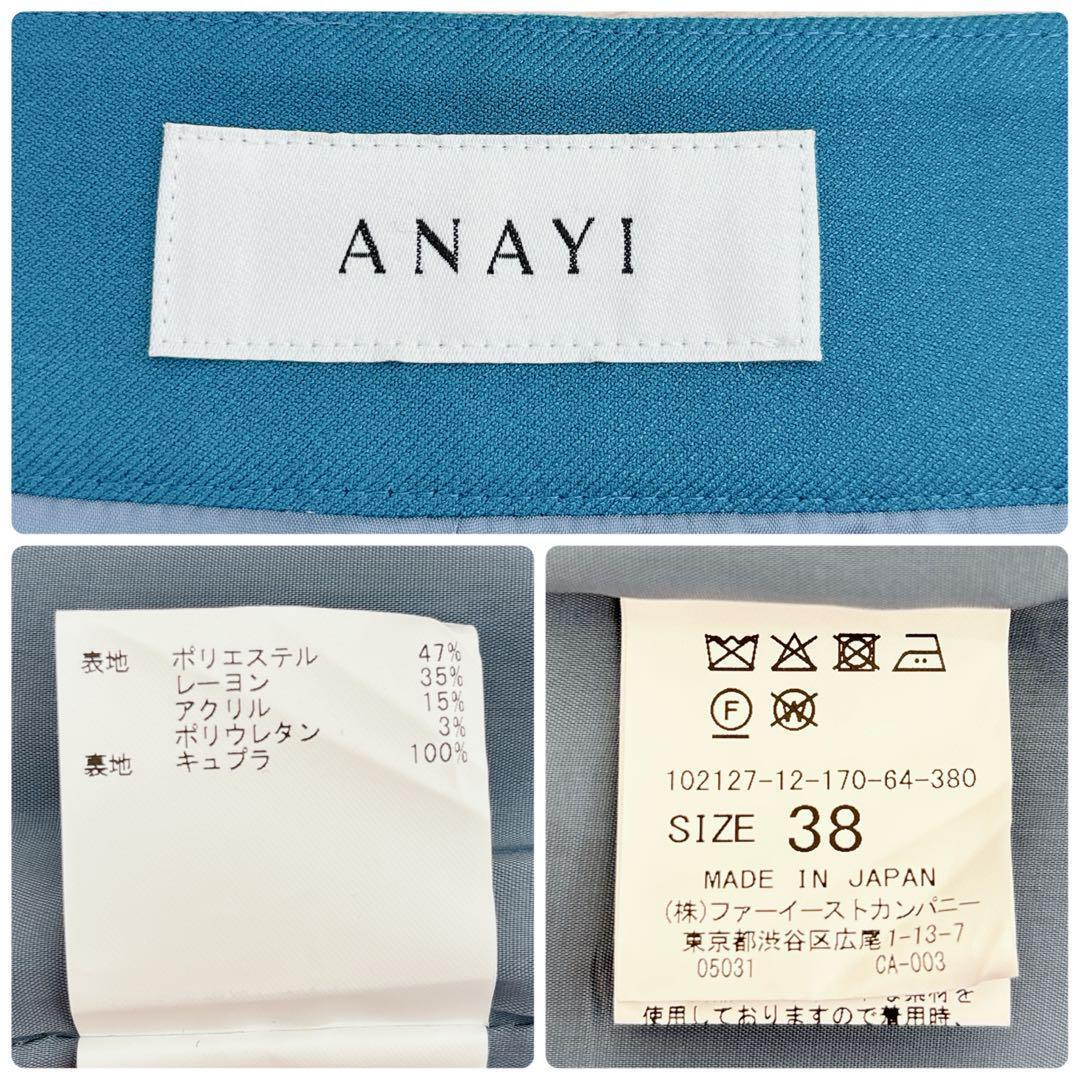 ANAYI
表地 ポリエステル 47%
レーヨン 35%
アクリル 15%
ポリウレタン 3%
裏地 キュプラ 100%
F W
102127-12-170-64-380
SIZE 38
MADE IN JAPAN
(株)ファーイーストカンパニー
東京都渋谷区広尾1-13-7
05031 CA-003
な素材を
使用しておりますので着用時、